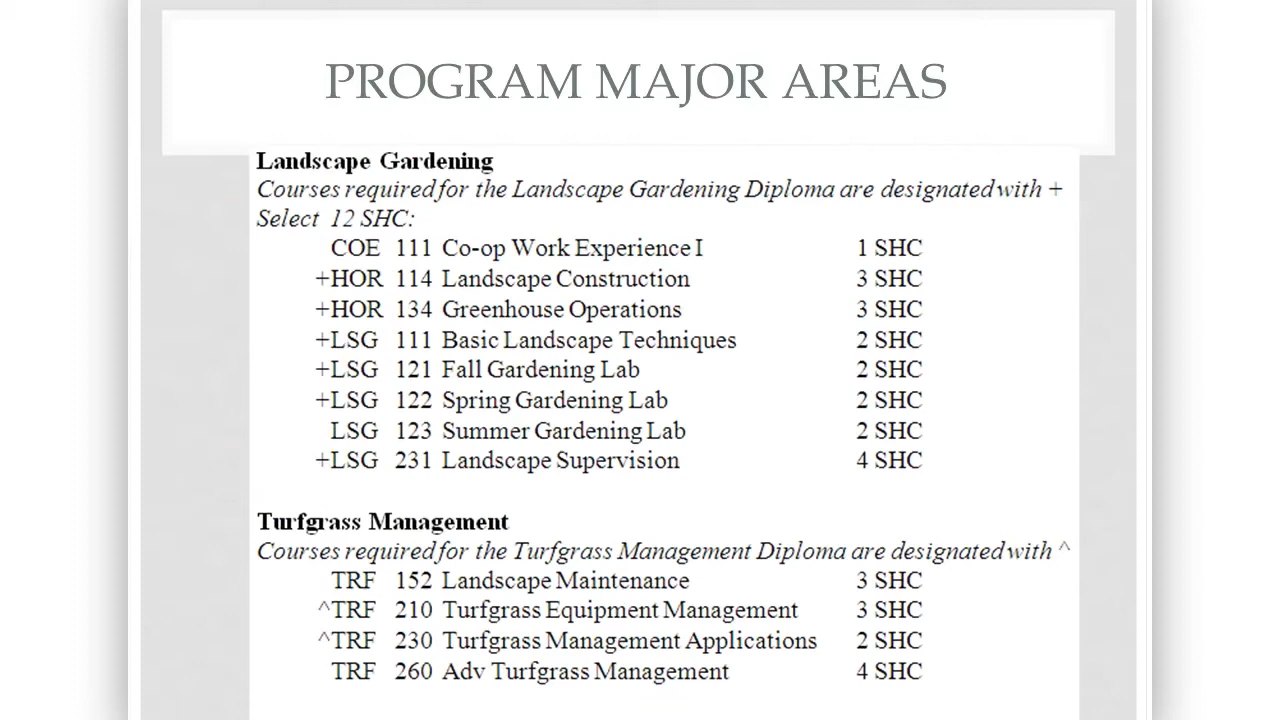 PROGRAM MAJOR AREAS
Landscape Gardening
Courses required for the Landscape Gardening Diploma are designated with +
Select 12 SHC:
COE 111 Co-op Work Experience I 1 SHC
+HOR 114 Landscape Construction 3 SHC
+HOR 134 Greenhouse Operations 3 SHC
+LSG 111 Basic Landscape Techniques 2 SHC
+LSG 121 Fall Gardening Lab 2 SHC
+LSG 122 Spring Gardening Lab 2 SHC
LSG 123 Summer Gardening Lab 2 SHC
+LSG 231 Landscape Supervision 4 SHC
Turfgrass Management
Courses required for the Turfgrass Management Diploma are designated with ^
TRF 152 Landscape Maintenance 3 SHC
^TRF 210 Turfgrass Equipment Management 3 SHC
^TRF 230 Turfgrass Management Applications 2 SHC
TRF 260 Adv Turfgrass Management 4 SHC